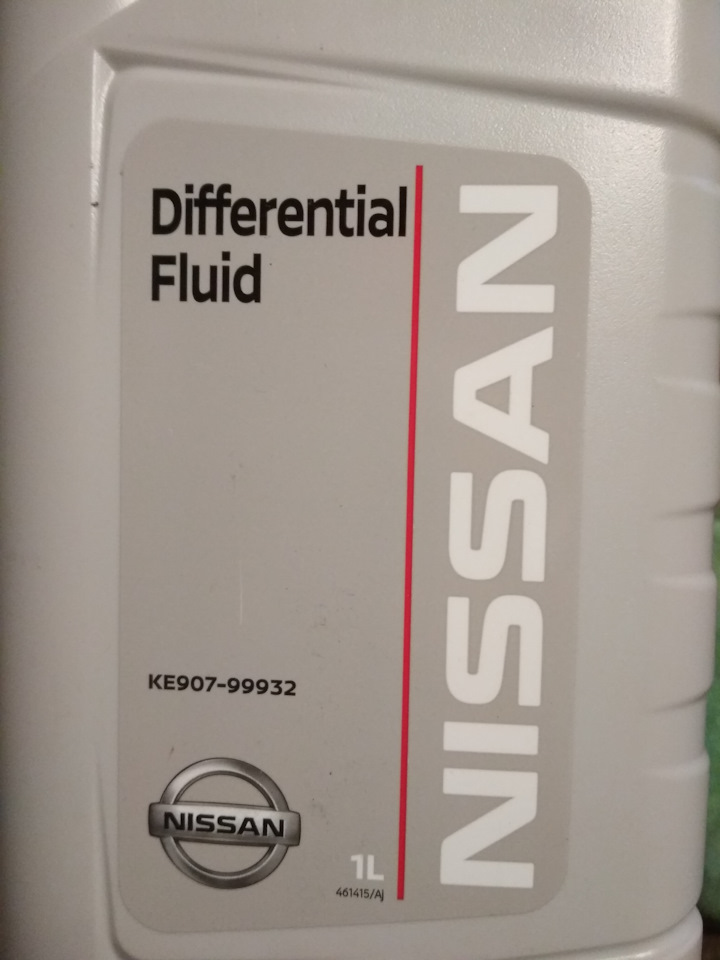 Differential
Fluid
NISSAN
KE907-99932
NISSAN
1L
461415/AJ